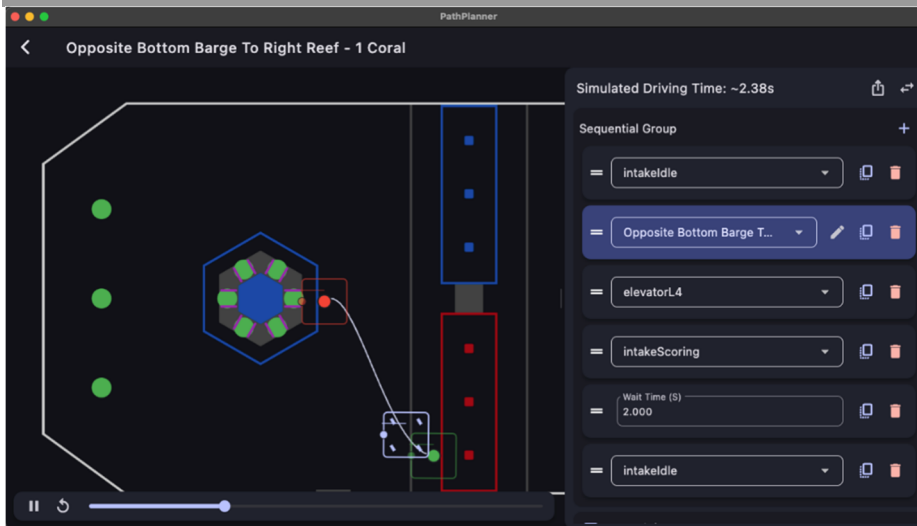 PathPlanner
Opposite Bottom Barge To Right Reef - 1 Coral
Simulated Driving Time: ~2.38s
Sequential Group
intakeIdle
Opposite Bottom Barge T...
elevatorL4
intakeScoring
Wait Time (S)
2.000
intakeIdle